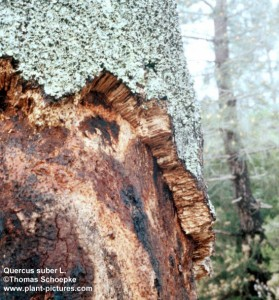 Quercus suber L.
©Thomas Schoepke
www.plant-pictures.com